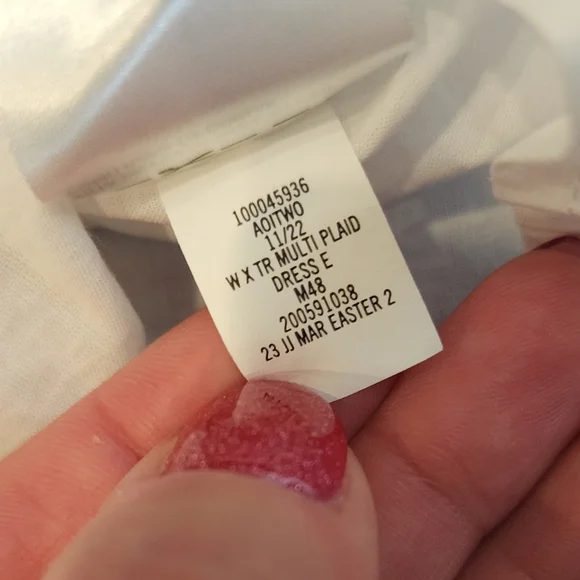 100045936
AOITWO
11/22
W X TR MULTI PLAID
DRESS E
M48
200591038
23 JJ MAR EASTER 2